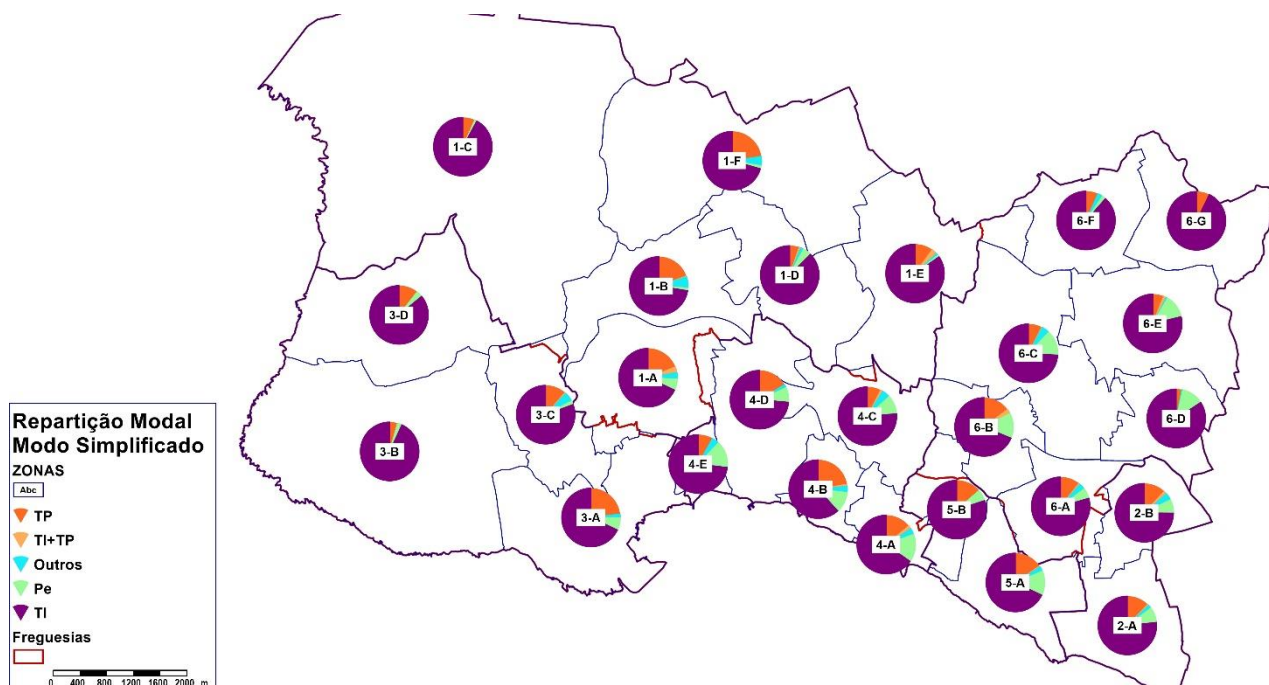 1-C
1-F
6-F
6-G
1-D
1-E
1-B
3-D
6-E
6-C
1-A
4-D
3-C
4-C
6-D
6-B
3-B
4-E
4-B
5-B
6-A
2-B
3-A
4-A
5-A
2-A
Repartição Modal
Modo Simplificado
ZONAS
Abc
TP
TI+TP
Outros
Pe
TI
Freguesias
0 400 800 1200 1600 2000 m